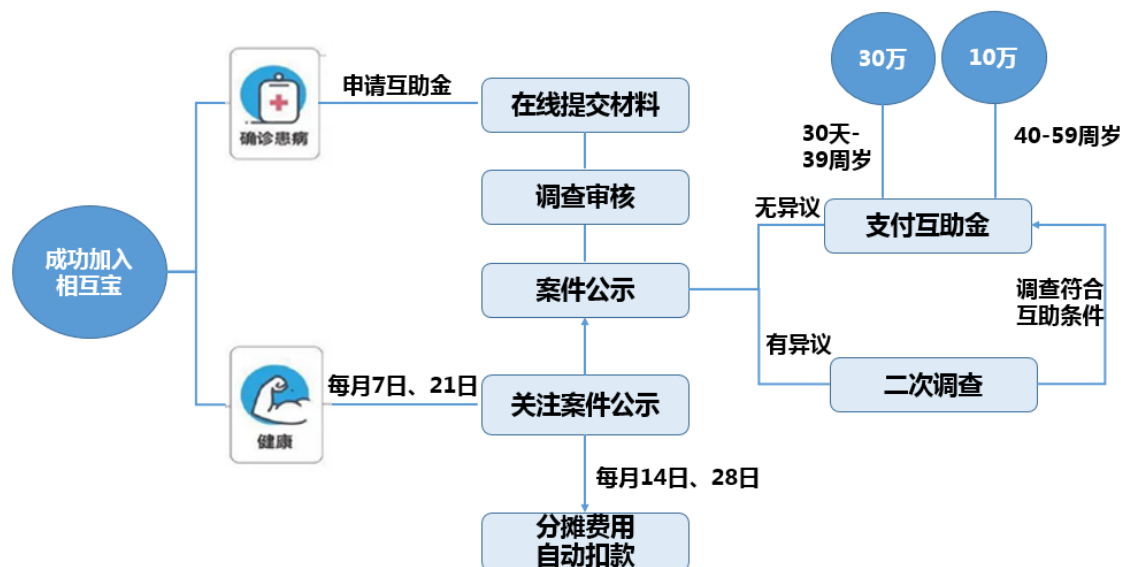 30万
10万
申请互助金
在线提交材料
确诊患病
30天-
39周岁
40-59周岁
调查审核
无异议
支付互助金
成功加入
相互宝
案件公示
调查符合
互助条件
有异议
每月7日、21日
关注案件公示
二次调查
健康
每月14日、28日
分摊费用
自动扣款